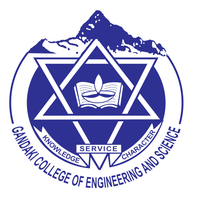 KNOWLEDGE
SERVICE
CHARACTER
GANDAKI COLLEGE OF ENGINEERING AND SCIENCE